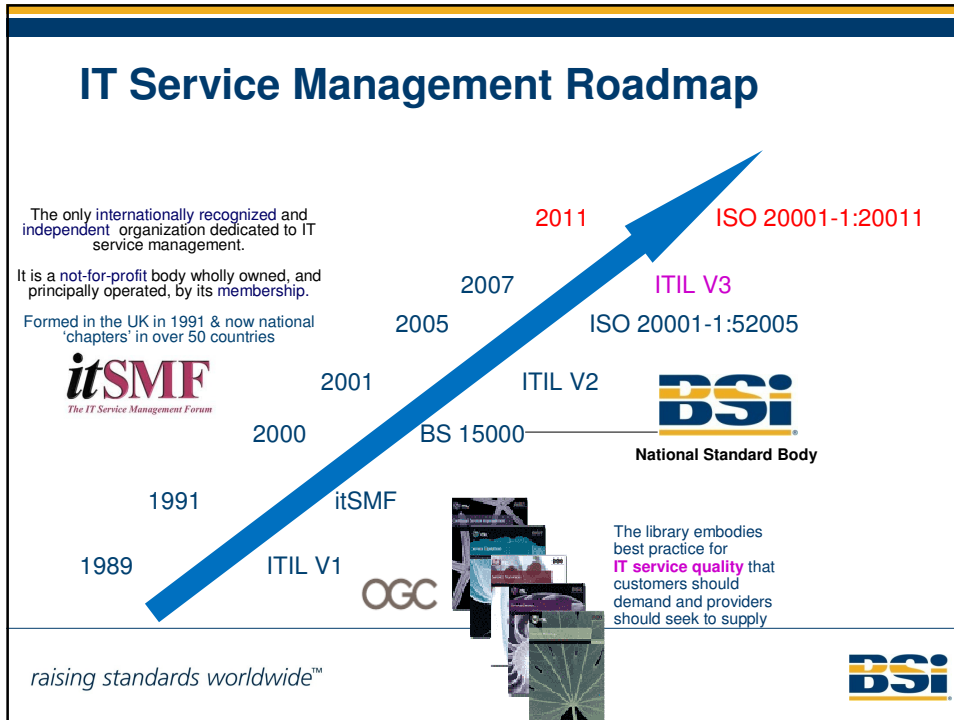 IT Service Management Roadmap
The only internationally recognized and
independent organization dedicated to IT
service management.
It is a not-for-profit body wholly owned, and
principally operated, by its membership.
Formed in the UK in 1991 & now national
‘chapters’ in over 50 countries
itSMF
The IT Service Management Forum
2011 ISO 20001-1:20011
2007 ITIL V3
2005 ISO 20001-1:52005
2001 ITIL V2
2000 BS 15000
BSi
National Standard Body
1991 itSMF
1989 ITIL V1
OGC
The library embodies
best practice for
IT service quality that
customers should
demand and providers
should seek to supply
raising standards worldwide™
BSi